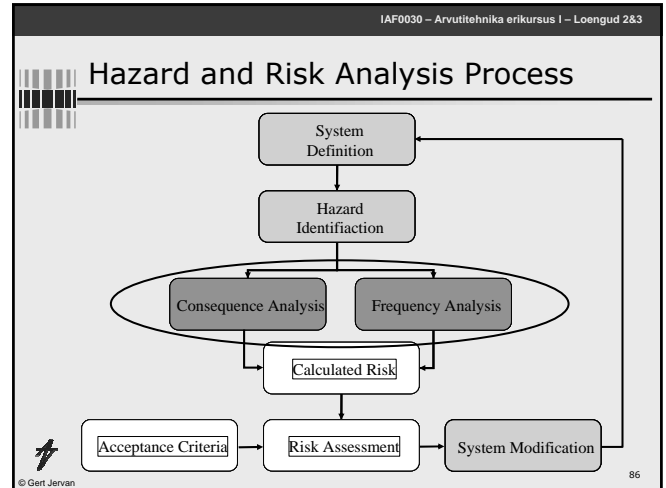 IAF0030 – Arvutitehnika erikursus I – Loengud 2&3
Hazard and Risk Analysis Process
System
Definition
Hazard
Identifiaction
Consequence Analysis
Frequency Analysis
Calculated Risk
Acceptance Criteria
Risk Assessment
System Modification
© Gert Jervan
86